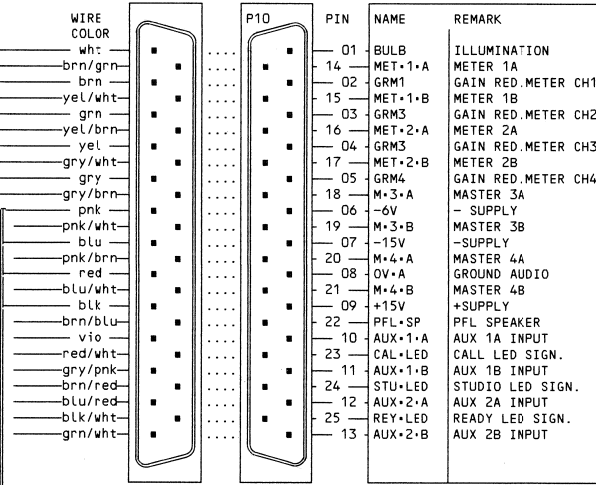 WIRE COLOR P10 PIN NAME REMARK
wht 01 BULB ILLUMINATION
brn/grn 14 MET·1·A METER 1A
brn 02 GRM1 GAIN RED.METER CH1
yel/wht 15 MET·1·B METER 1B
grn 03 GRM3 GAIN RED.METER CH2
yel/brn 16 MET·2·A METER 2A
yel 04 GRM3 GAIN RED.METER CH3
gry/wht 17 MET·2·B METER 2B
gry 05 GRM4 GAIN RED.METER CH4
gry/brn 18 M·3·A MASTER 3A
pnk 06 -6V - SUPPLY
pnk/wht 19 M·3·B MASTER 3B
blu 07 -15V -SUPPLY
pnk/brn 20 M·4·A MASTER 4A
red 08 0V·A GROUND AUDIO
blu/wht 21 M·4·B MASTER 4B
blk 09 +15V +SUPPLY
brn/blu 22 PFL·SP PFL SPEAKER
vio 10 AUX·1·A AUX 1A INPUT
red/wht 23 CAL·LED CALL LED SIGN.
gry/pnk 11 AUX·1·B AUX 1B INPUT
brn/red 24 STU·LED STUDIO LED SIGN.
blu/red 12 AUX·2·A AUX 2A INPUT
blk/wht 25 REY·LED READY LED SIGN.
grn/wht 13 AUX·2·B AUX 2B INPUT